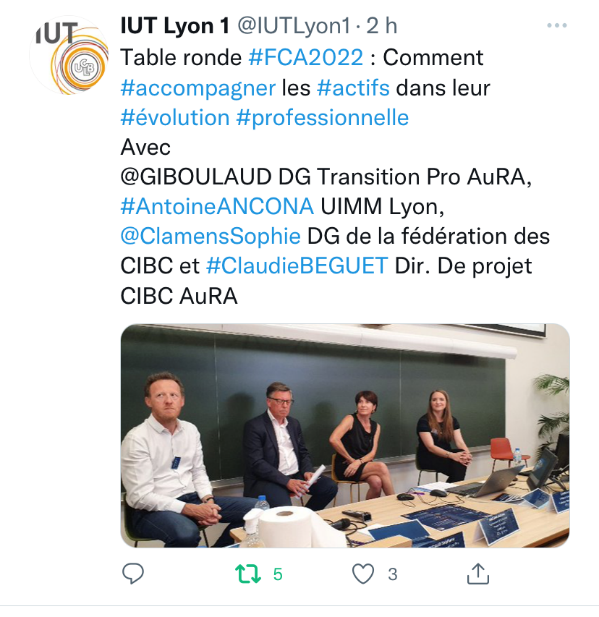 IUT
UCB
IUT Lyon 1 @IUTLyon1 · 2 h
Table ronde #FCA2022 : Comment
#accompagner les #actifs dans leur
#évolution #professionnelle
Avec
@GIBOULAUD DG Transition Pro AuRA,
#AntoineANCONA UIMM Lyon,
@ClamensSophie DG de la fédération des
CIBC et #ClaudieBEGUET Dir. De projet
CIBC AuRA
5
3